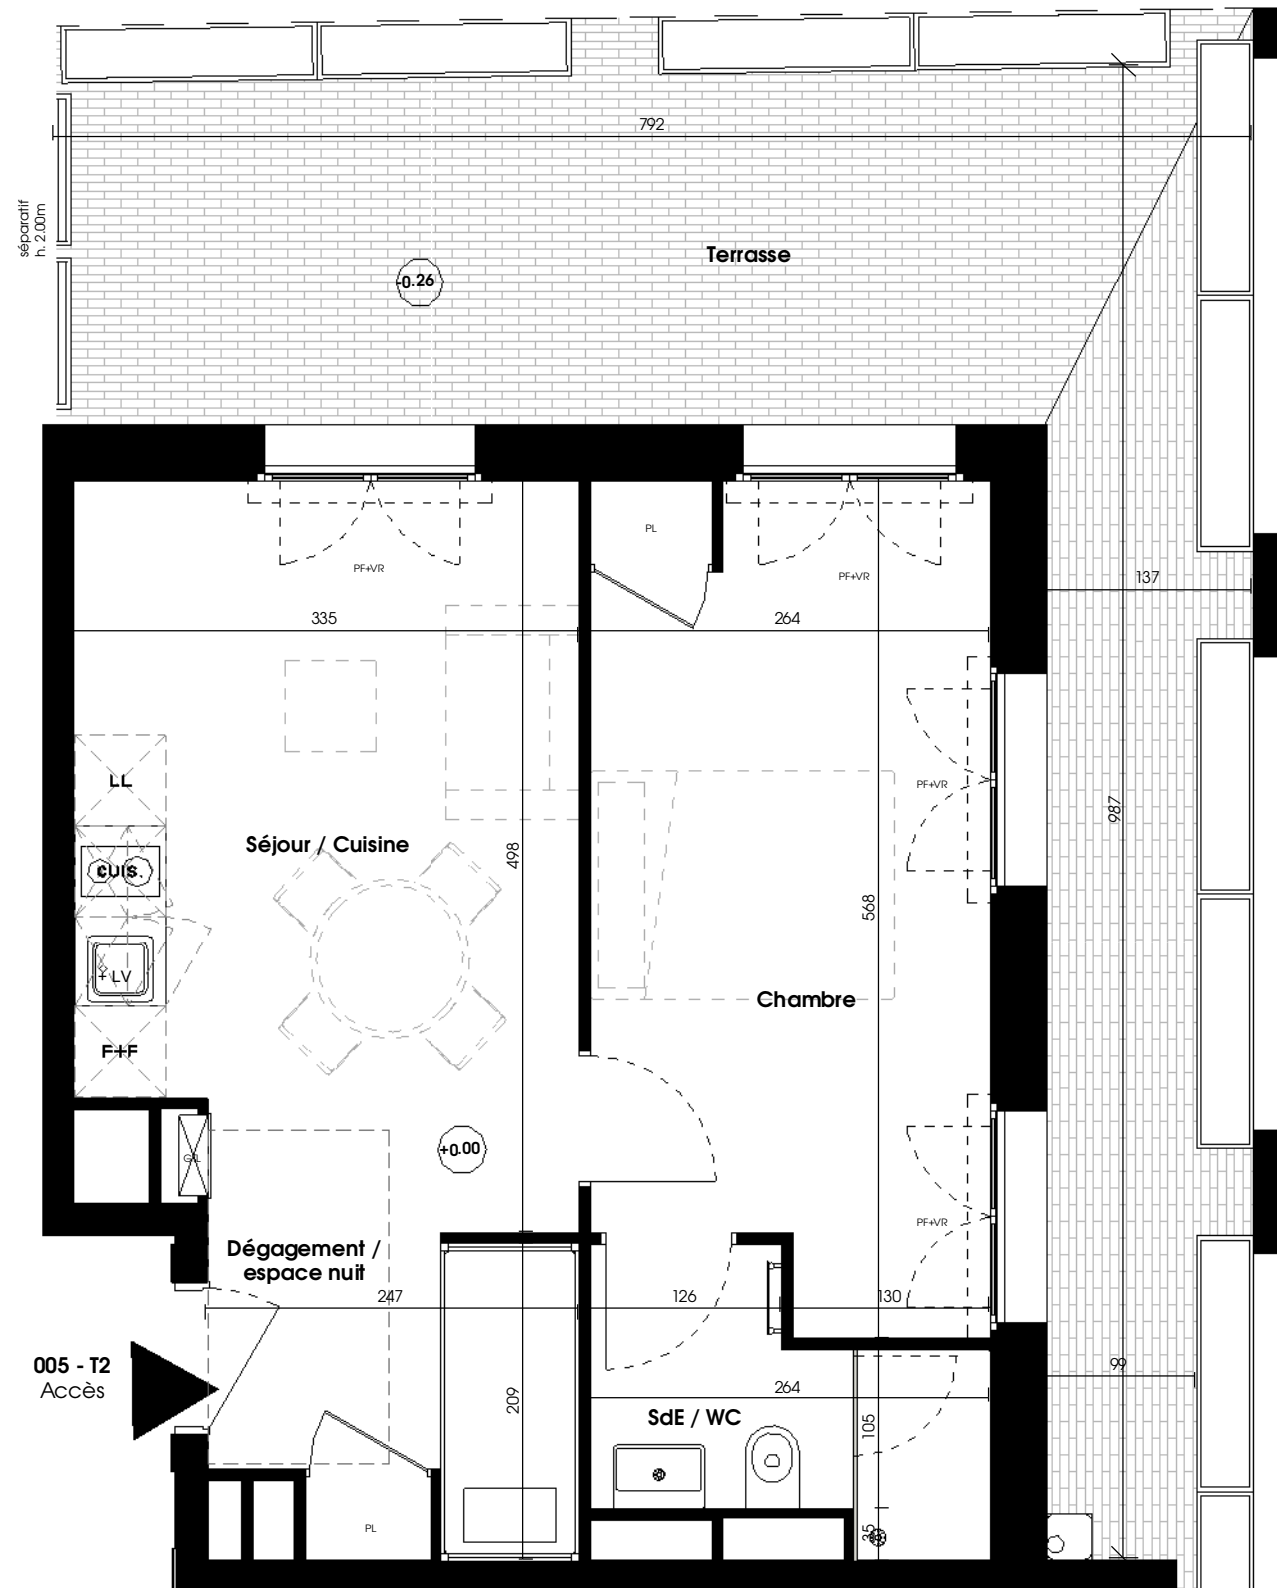 792
séparatif
h. 2.00m
Terrasse
-0.26
PL
PF+VR
PF+VR
137
335
264
LL
PF+VR
987
Séjour / Cuisine
498
CUIS.
568
+ LV
Chambre
F+F
+0.00
GTL
PF+VR
Dégagement /
espace nuit
247
126
130
005 - T2
Accès
99
264
209
SdE / WC
105
PL
35